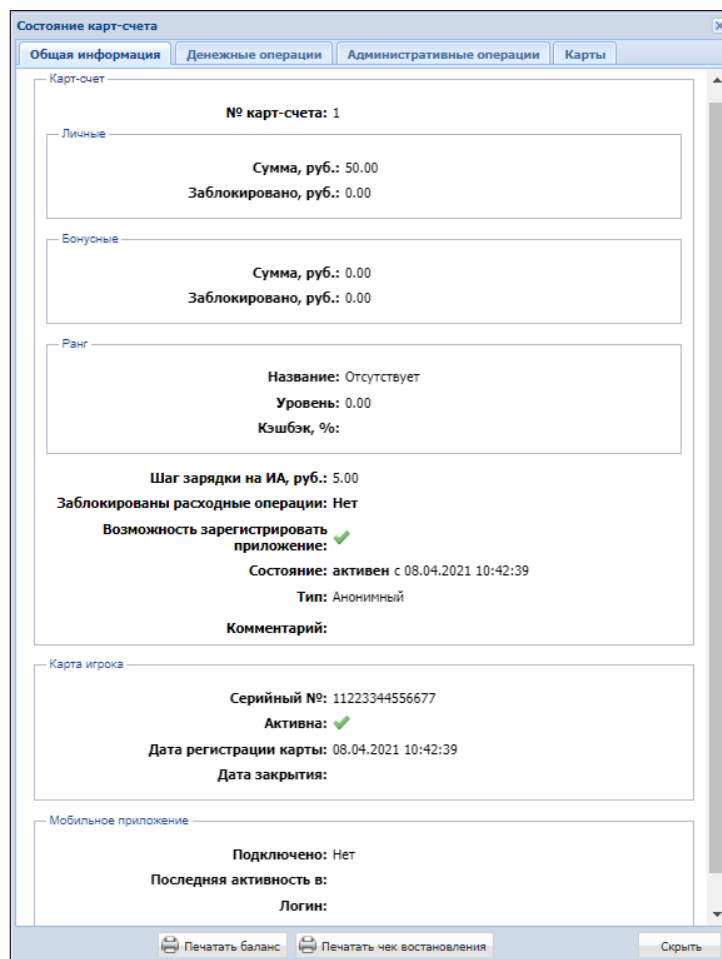 Состояние карт-счета
Общая информация Денежные операции Административные операции Карты
Карт-счет
№ карт-счета: 1
Личные
Сумма, руб.: 50.00
Заблокировано, руб.: 0.00
Бонусные
Сумма, руб.: 0.00
Заблокировано, руб.: 0.00
Ранг
Название: Отсутствует
Уровень: 0.00
Кэшбэк, %:
Шаг зарядки на ИА, руб.: 5.00
Заблокированы расходные операции: Нет
Возможность зарегистрировать
приложение:
Состояние: активен с 08.04.2021 10:42:39
Тип: Анонимный
Комментарий:
Карта игрока
Серийный №: 11223344556677
Активна:
Дата регистрации карты: 08.04.2021 10:42:39
Дата закрытия:
Мобильное приложение
Подключено: Нет
Последняя активность в:
Логин:
Печатать баланс Печатать чек востановления Скрыть